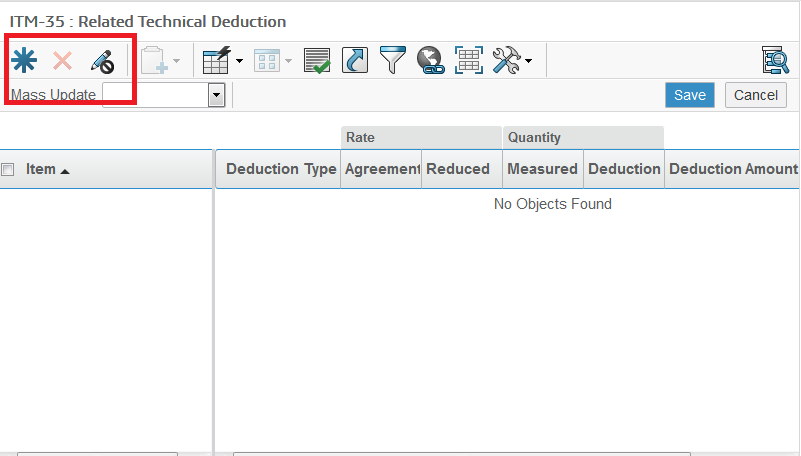 ITM-35 : Related Technical Deduction
Mass Update
Save
Cancel
Rate
Quantity
Item
Deduction Type
Agreement
Reduced
Measured
Deduction
Deduction Amount
No Objects Found